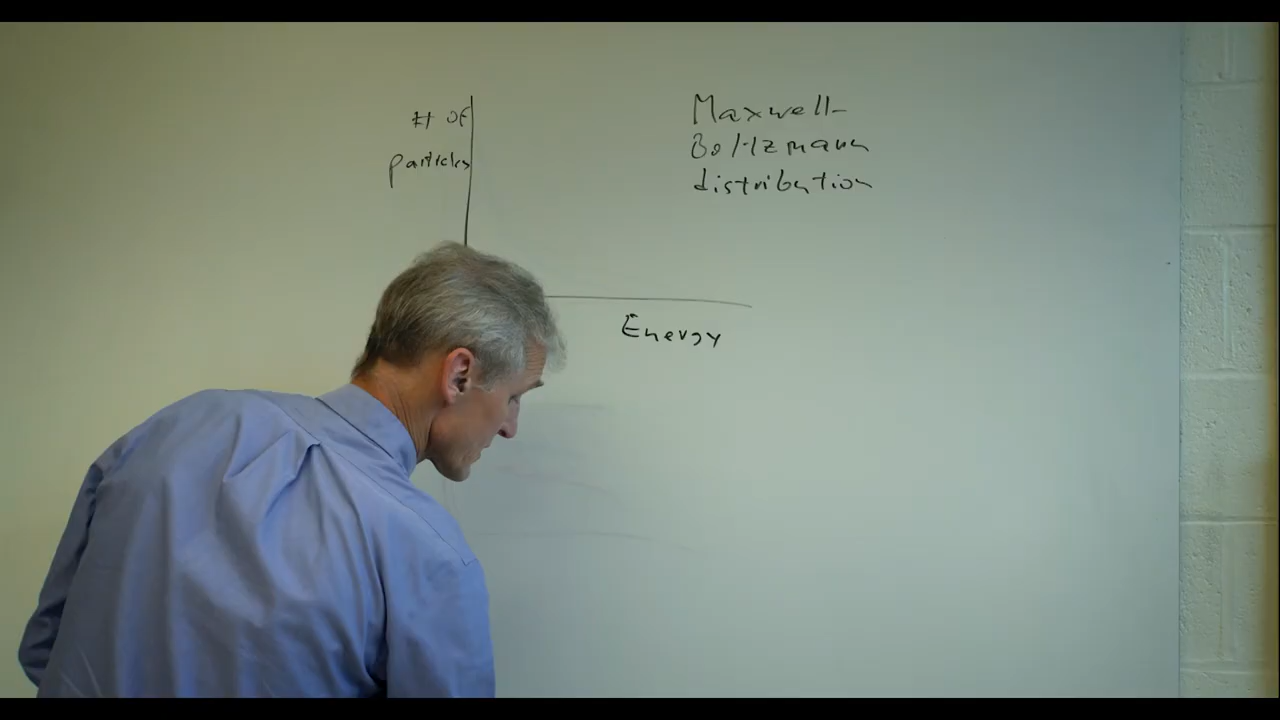 # of
particles
Maxwell-
Boltzmann
distribution
Energy